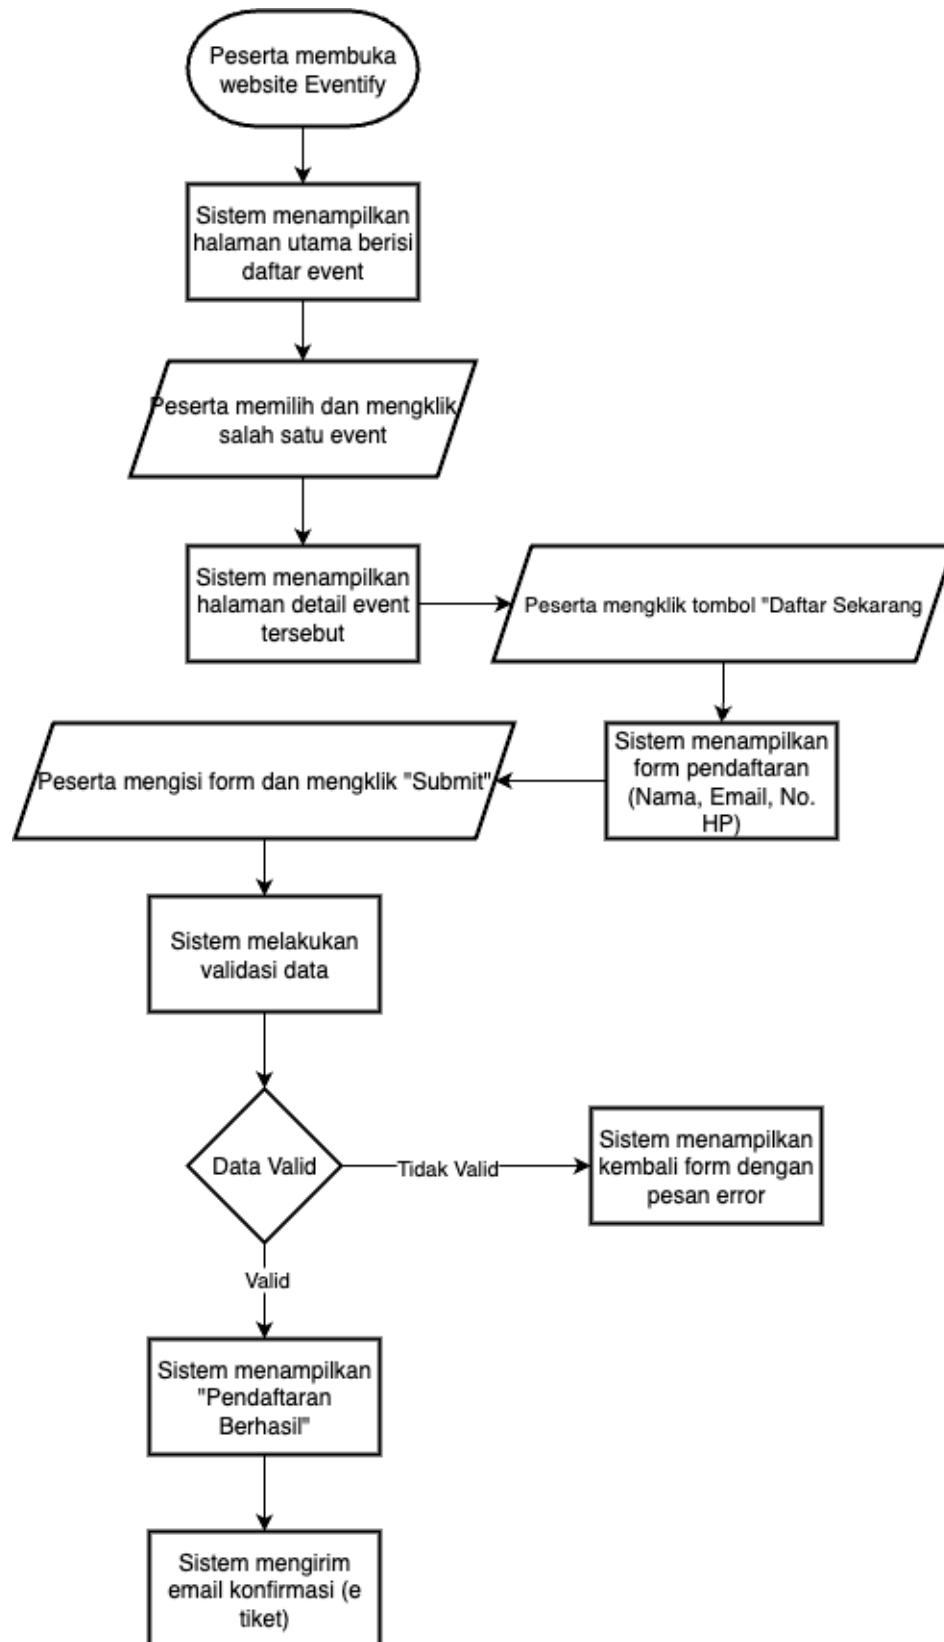 Peserta membuka
website Eventify
Sistem menampilkan
halaman utama berisi
daftar event
Peserta memilih dan mengklik
salah satu event
Sistem menampilkan
halaman detail event
tersebut
Peserta mengklik tombol "Daftar Sekarang
Sistem menampilkan
form pendaftaran
(Nama, Email, No.
HP)
Peserta mengisi form dan mengklik "Submit"
Sistem melakukan
validasi data
Data Valid
Tidak Valid
Sistem menampilkan
kembali form dengan
pesan error
Valid
Sistem menampilkan
"Pendaftaran
Berhasil"
Sistem mengirim
email konfirmasi (e
tiket)